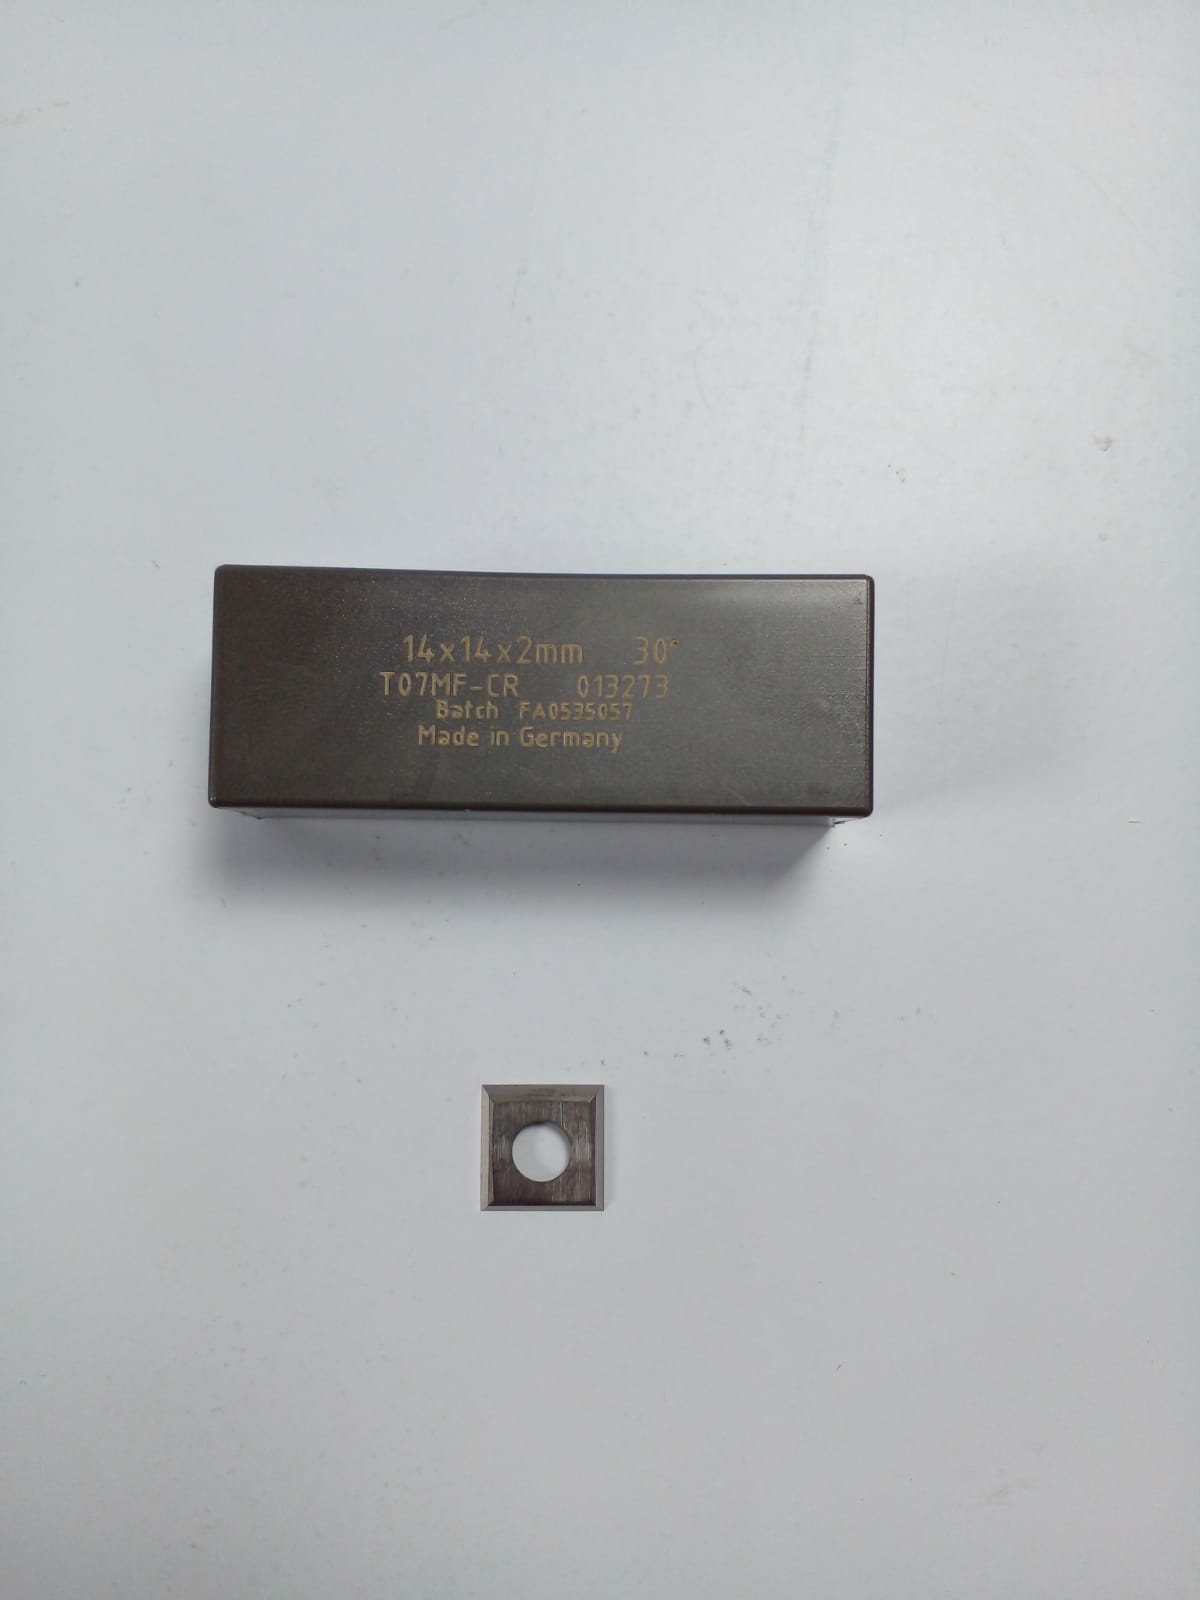 14x14x2mm 30°
T07MF-CR 013273
Batch FA0535057
Made in Germany